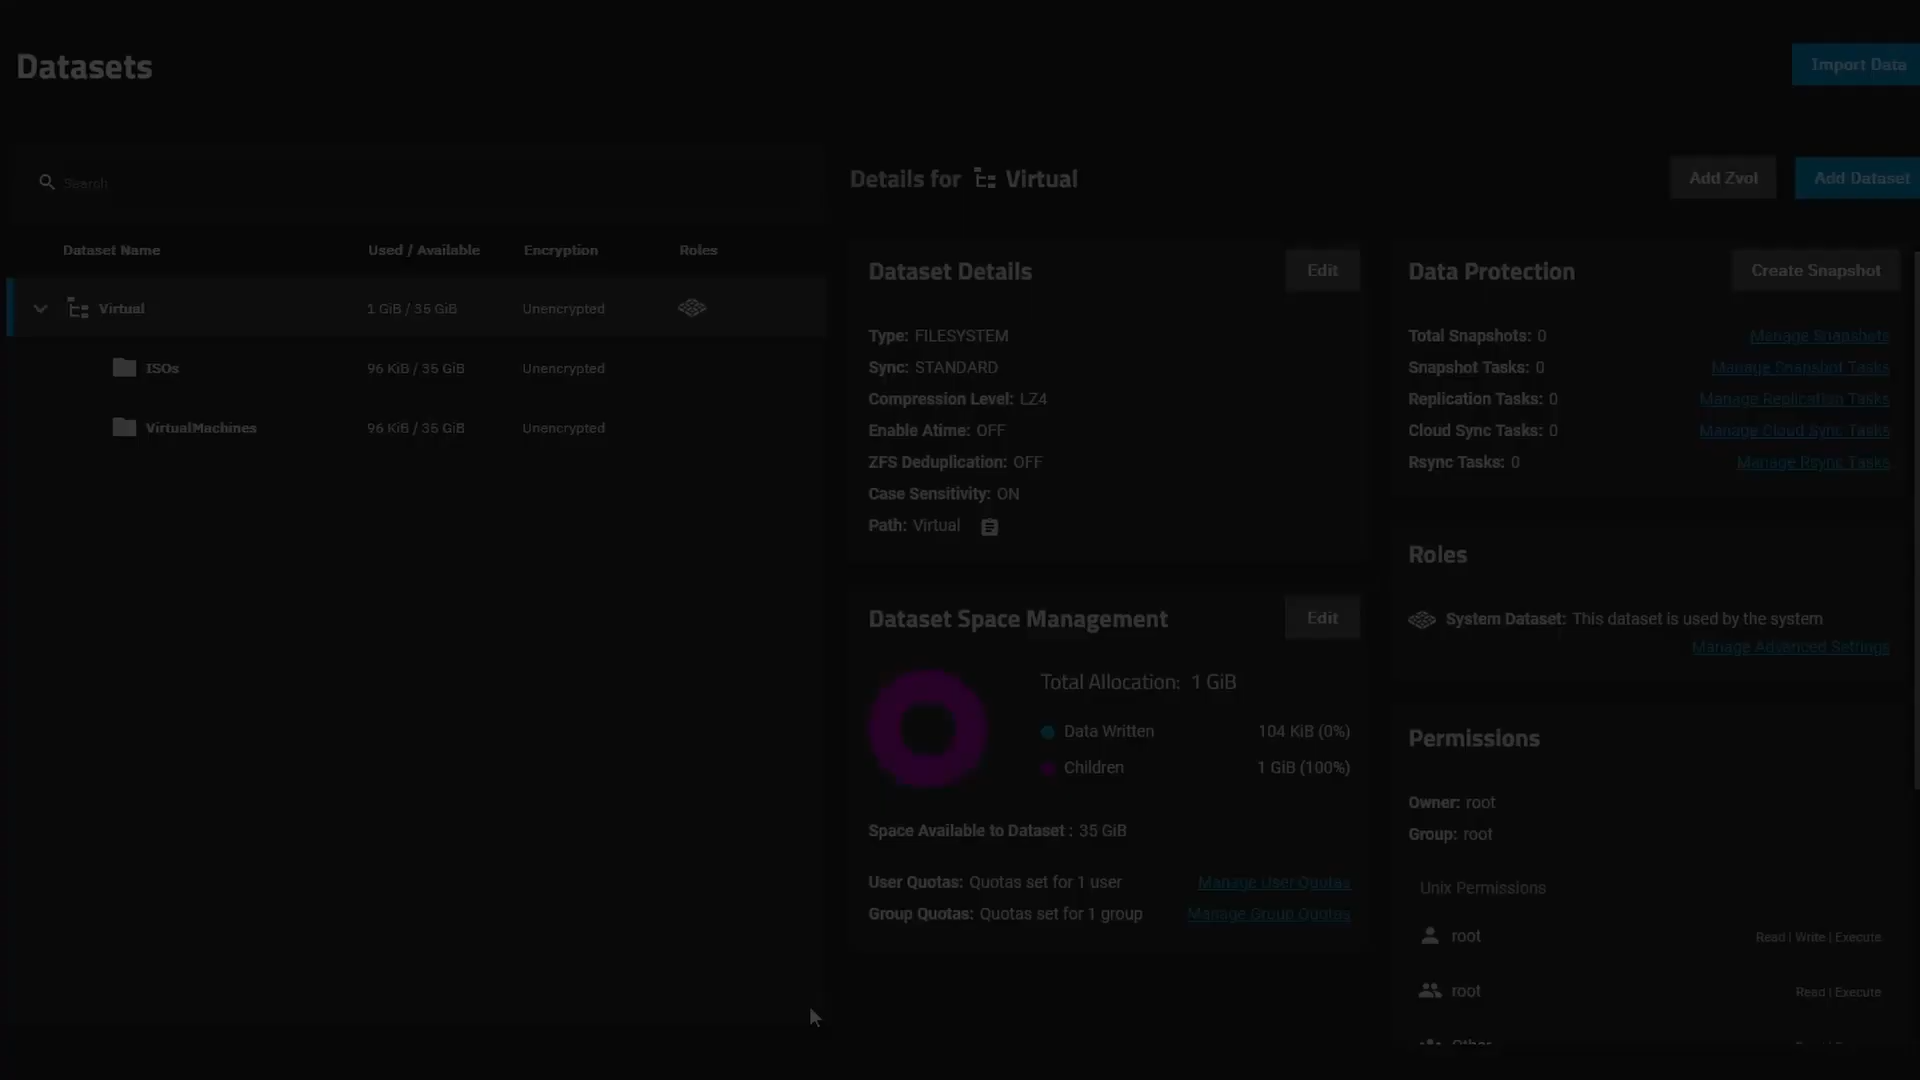 Datasets
Import Data
Search
Details for Virtual
Add Zvol
Add Dataset
Dataset Name Used / Available Encryption Roles
Virtual 1 GiB / 35 GiB Unencrypted
ISOs 96 KiB / 35 GiB Unencrypted
VirtualMachines 96 KiB / 35 GiB Unencrypted
Dataset Details
Edit
Type: FILESYSTEM
Sync: STANDARD
Compression Level: LZ4
Enable Atime: OFF
ZFS Deduplication: OFF
Case Sensitivity: ON
Path: Virtual
Dataset Space Management
Edit
Total Allocation: 1 GiB
Data Written 104 KiB (0%)
Children 1 GiB (100%)
Space Available to Dataset : 35 GiB
User Quotas: Quotas set for 1 user Manage User Quotas
Group Quotas: Quotas set for 1 group Manage Group Quotas
Data Protection
Create Snapshot
Total Snapshots: 0 Manage Snapshots
Snapshot Tasks: 0 Manage Snapshot Tasks
Replication Tasks: 0 Manage Replication Tasks
Cloud Sync Tasks: 0 Manage Cloud Sync Tasks
Rsync Tasks: 0 Manage Rsync Tasks
Roles
System Dataset: This dataset is used by the system
Manage Advanced Settings
Permissions
Owner: root
Group: root
Unix Permissions
root Read | Write | Execute
root Read | Execute
Other